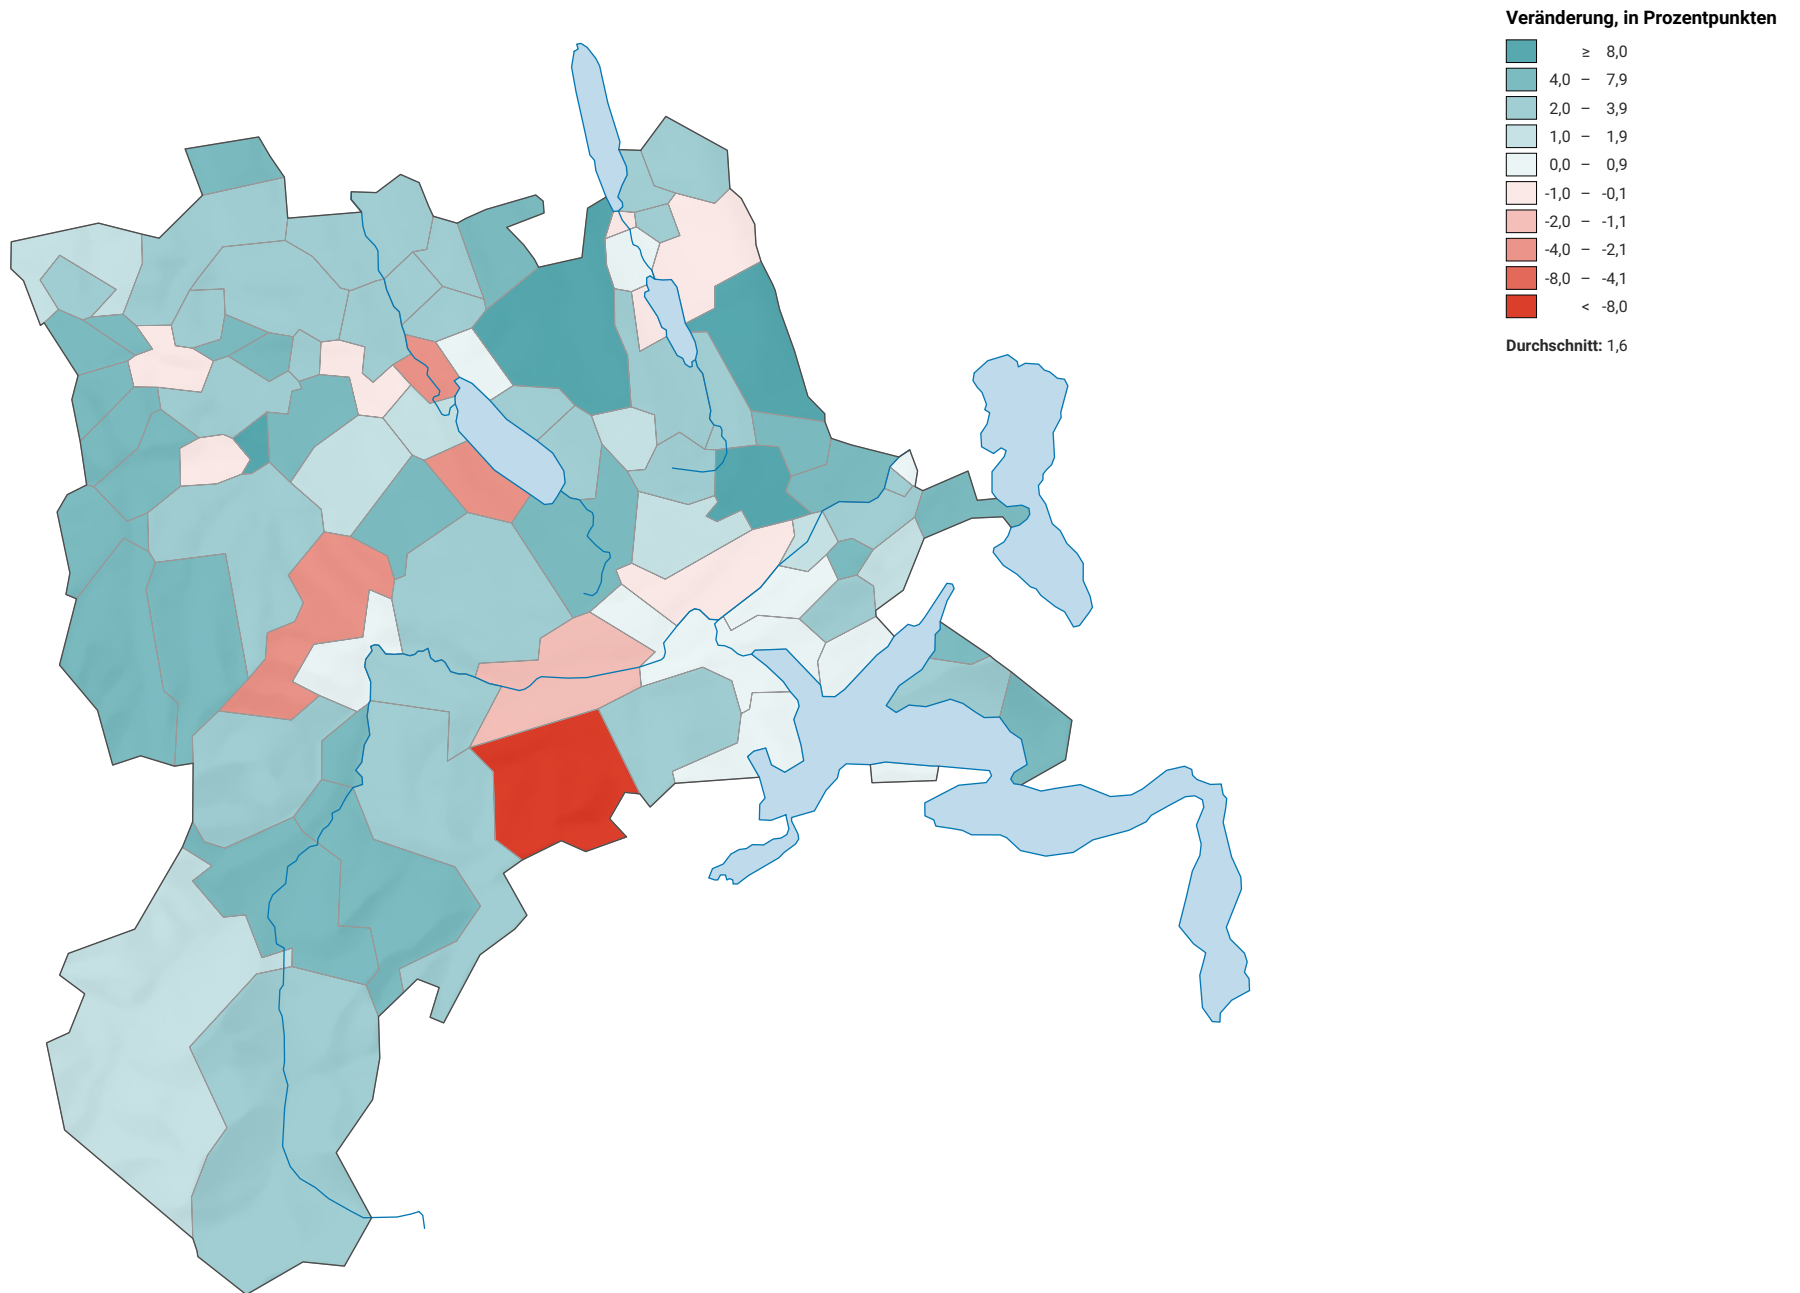 Veränderung, in Prozentpunkten
≥ 8,0
4,0 – 7,9
2,0 – 3,9
1,0 – 1,9
0,0 – 0,9
-1,0 – -0,1
-2,0 – -1,1
-4,0 – -2,1
-8,0 – -4,1
< -8,0
Durchschnitt: 1,6